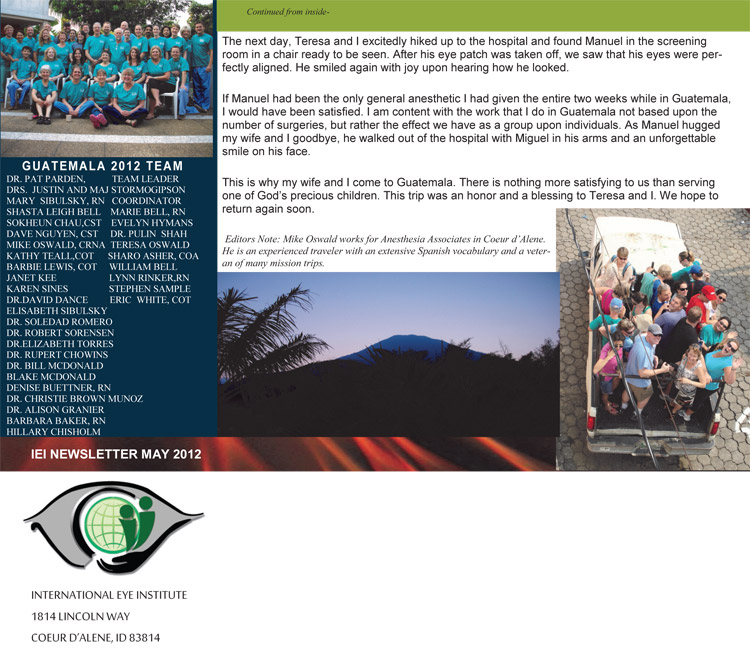 Continued from inside-
The next day, Teresa and I excitedly hiked up to the hospital and found Manuel in the screening
room in a chair ready to be seen. After his eye patch was taken off, we saw that his eyes were per-
fectly aligned. He smiled again with joy upon hearing how he looked.
If Manuel had been the only general anesthetic I had given the entire two weeks while in Guatemala,
I would have been satisfied. I am content with the work that I do in Guatemala not based upon the
number of surgeries, but rather the effect we have as a group upon individuals. As Manuel hugged
my wife and I goodbye, he walked out of the hospital with Miguel in his arms and an unforgettable
smile on his face.
This is why my wife and I come to Guatemala. There is nothing more satisfying to us than serving
one of God's precious children. This trip was an honor and a blessing to Teresa and I. We hope to
return again soon.
Editors Note: Mike Oswald works for Anesthesia Associates in Coeur d'Alene.
He is an experienced traveler with an extensive Spanish vocabulary and a veter-
an of many mission trips.
GUATEMALA 2012 TEAM
DR. PAT PARDEN, TEAM LEADER
DRS. JUSTIN AND MAJ STORMOGIPSON
MARY SIBULSKY, RN COORDINATOR
SHASTA LEIGH BELL MARIE BELL, RN
SOKHEUN CHAU,CST EVELYN HYMANS
DAVE NGUYEN, CST DR. PULIN SHAH
MIKE OSWALD, CRNA TERESA OSWALD
KATHY TEALL,COT SHARO ASHER, COA
BARBIE LEWIS, COT WILLIAM BELL
JANET KEE LYNN RINKER,RN
KAREN SINES STEPHEN SAMPLE
DR.DAVID DANCE ERIC WHITE, COT
ELISABETH SIBULSKY
DR. SOLEDAD ROMERO
DR. ROBERT SORENSEN
DR.ELIZABETH TORRES
DR. RUPERT CHOWINS
DR. BILL MCDONALD
BLAKE MCDONALD
DENISE BUETTNER, RN
DR. CHRISTIE BROWN MUNOZ
DR. ALISON GRANIER
BARBARA BAKER, RN
HILLARY CHISHOLM
IEI NEWSLETTER MAY 2012
INTERNATIONAL EYE INSTITUTE
1814 LINCOLN WAY
COEUR D'ALENE, ID 83814